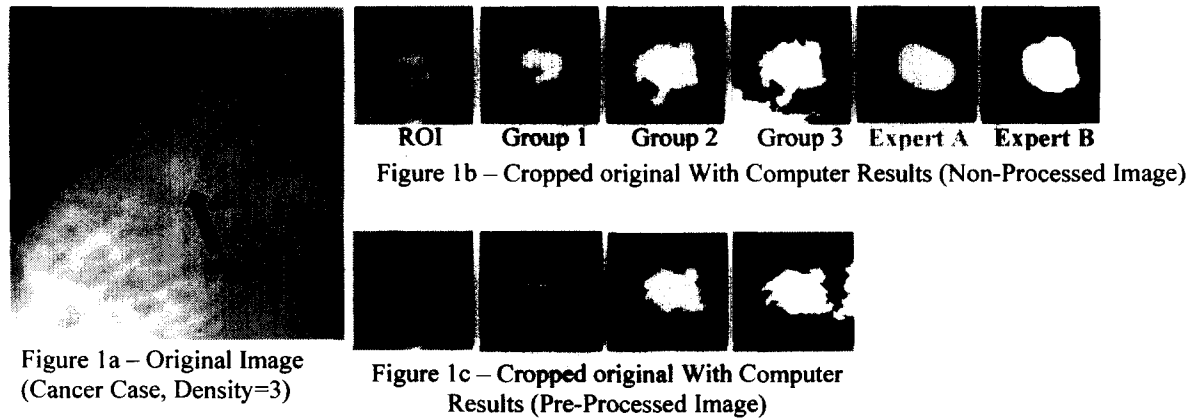 ROI Group 1 Group 2 Group 3 Expert A Expert B
Figure 1b – Cropped original With Computer Results (Non-Processed Image)
Figure 1a – Original Image
(Cancer Case, Density=3)
Figure 1c – Cropped original With Computer
Results (Pre-Processed Image)